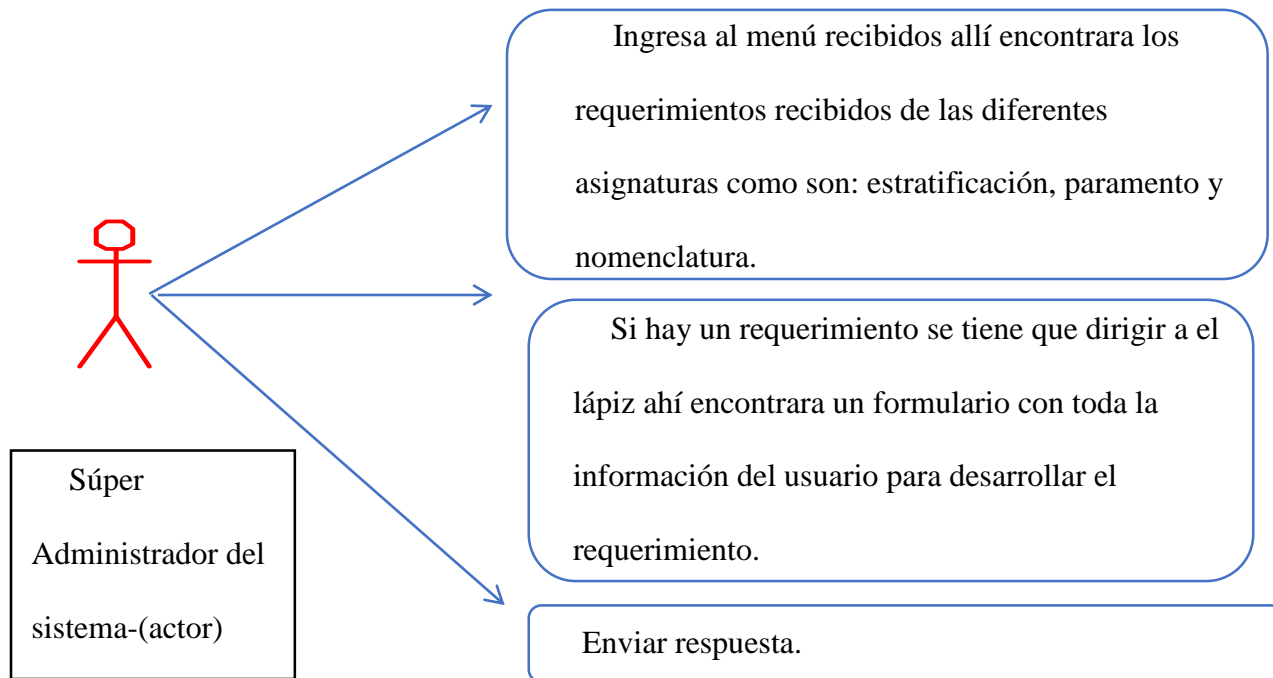 Ingresa al menú recibidos allí encontrara los
requerimientos recibidos de las diferentes
asignaturas como son: estratificación, paramento y
nomenclatura.
Si hay un requerimiento se tiene que dirigir a el
lápiz ahí encontrara un formulario con toda la
información del usuario para desarrollar el
requerimiento.
Súper
Administrador del
sistema-(actor)
Enviar respuesta.